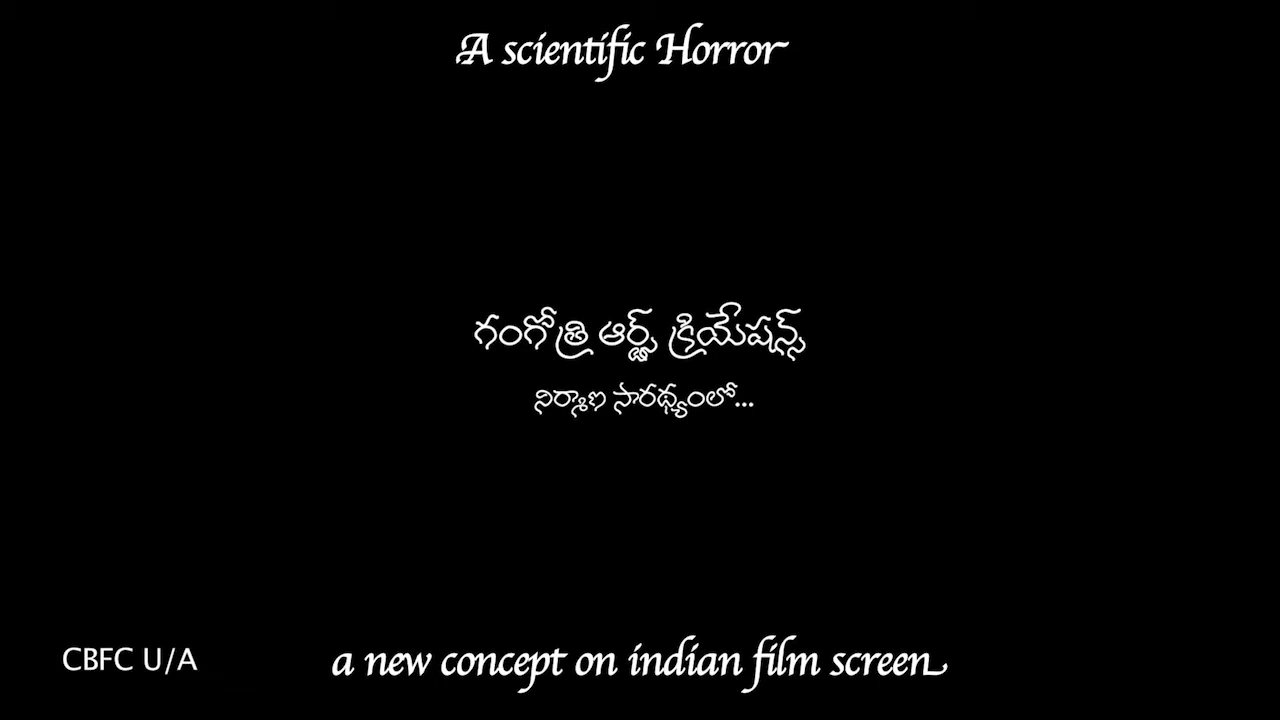 A scientific Horror
గంగోత్రి ఆర్ట్స్ క్రియేషన్స్
నిర్మాణ సారథ్యంలో...
CBFC U/A
a new concept on indian film screen